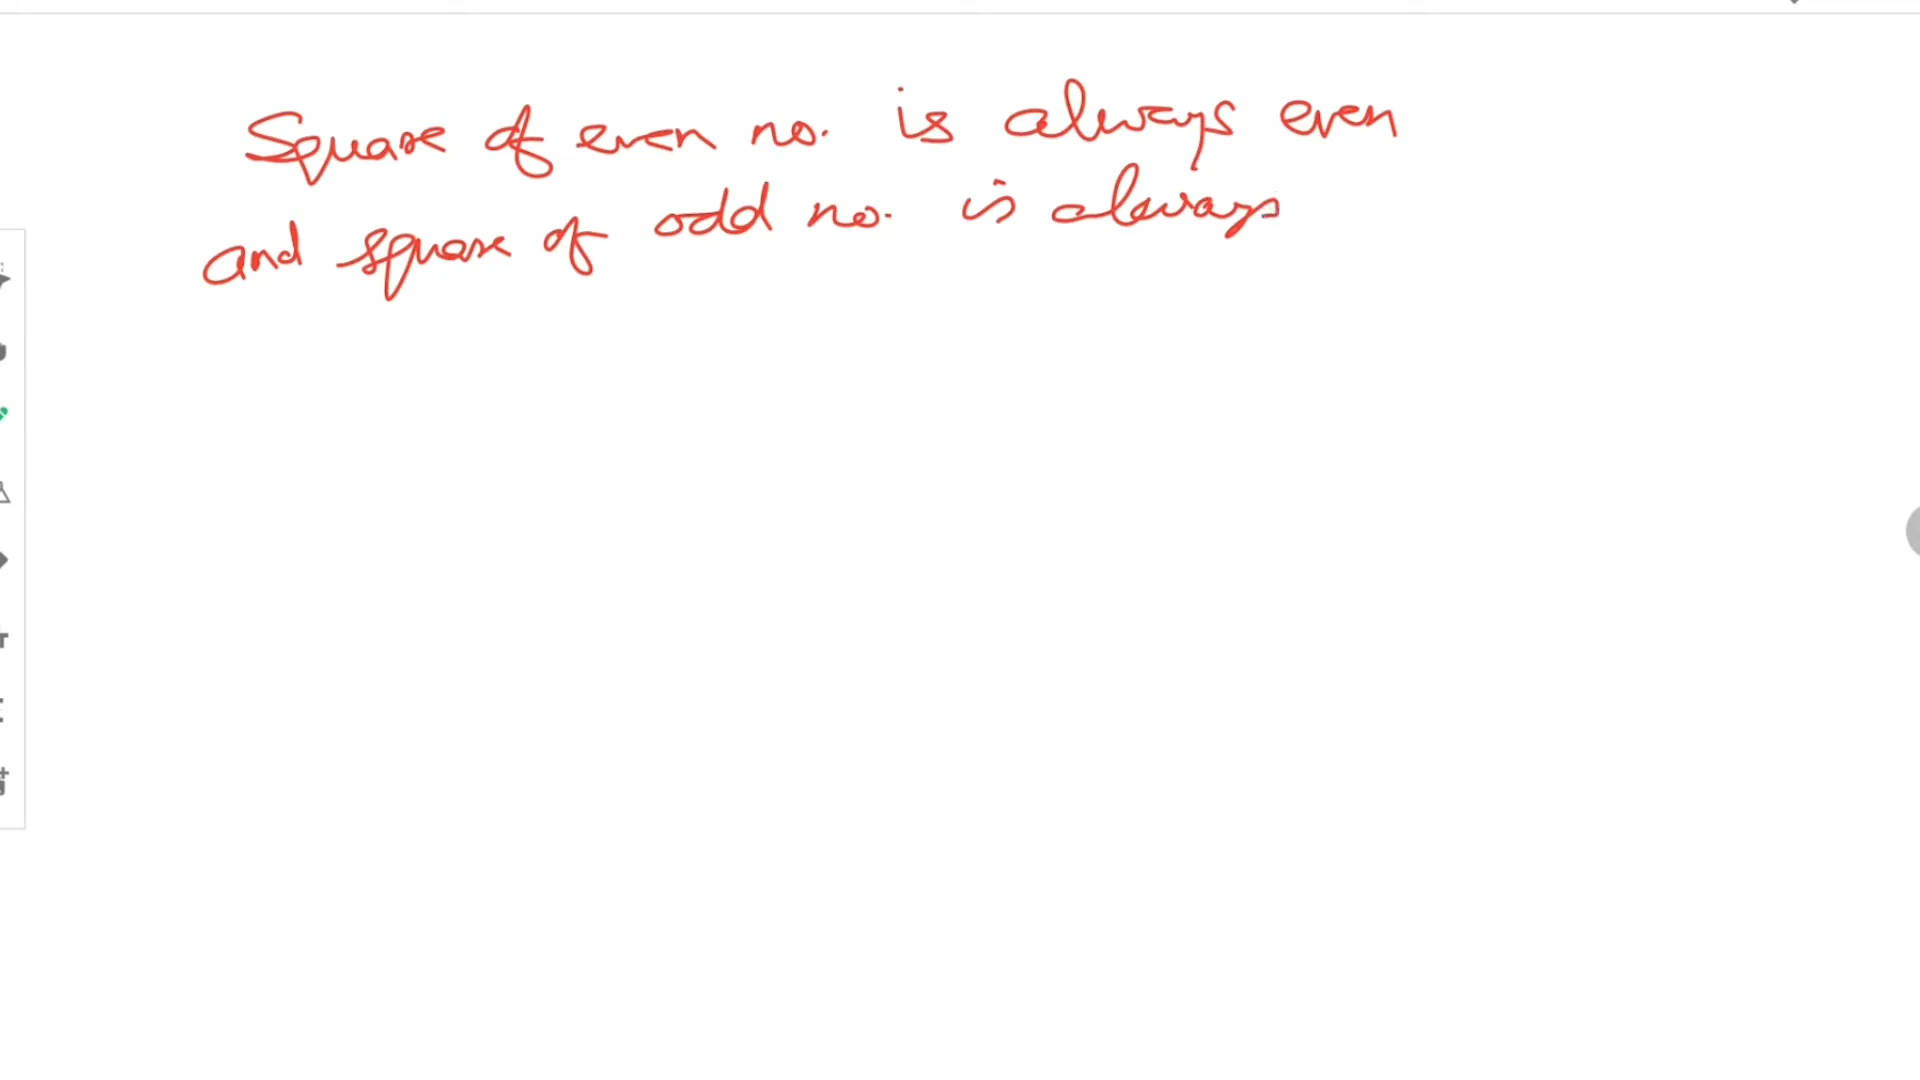 Square of even no. is always even
and square of odd no. is always